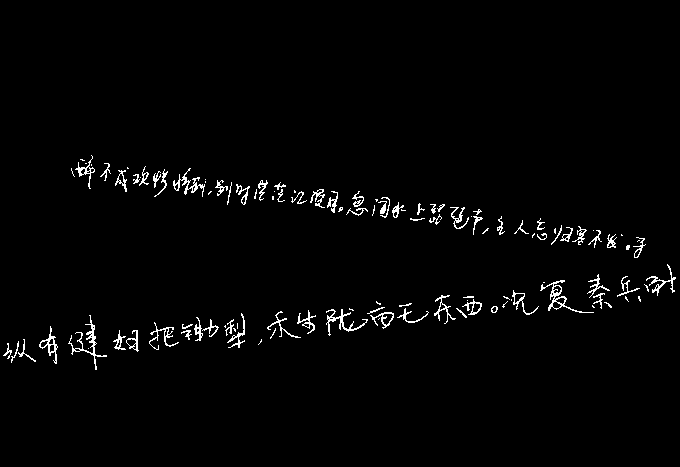 醉不成欢惨将别，别时茫茫江浸月。忽闻水上琵琶声，主人忘归客不发。寻
纵有健妇把锄犁，禾生陇亩无东西。况复秦兵耐